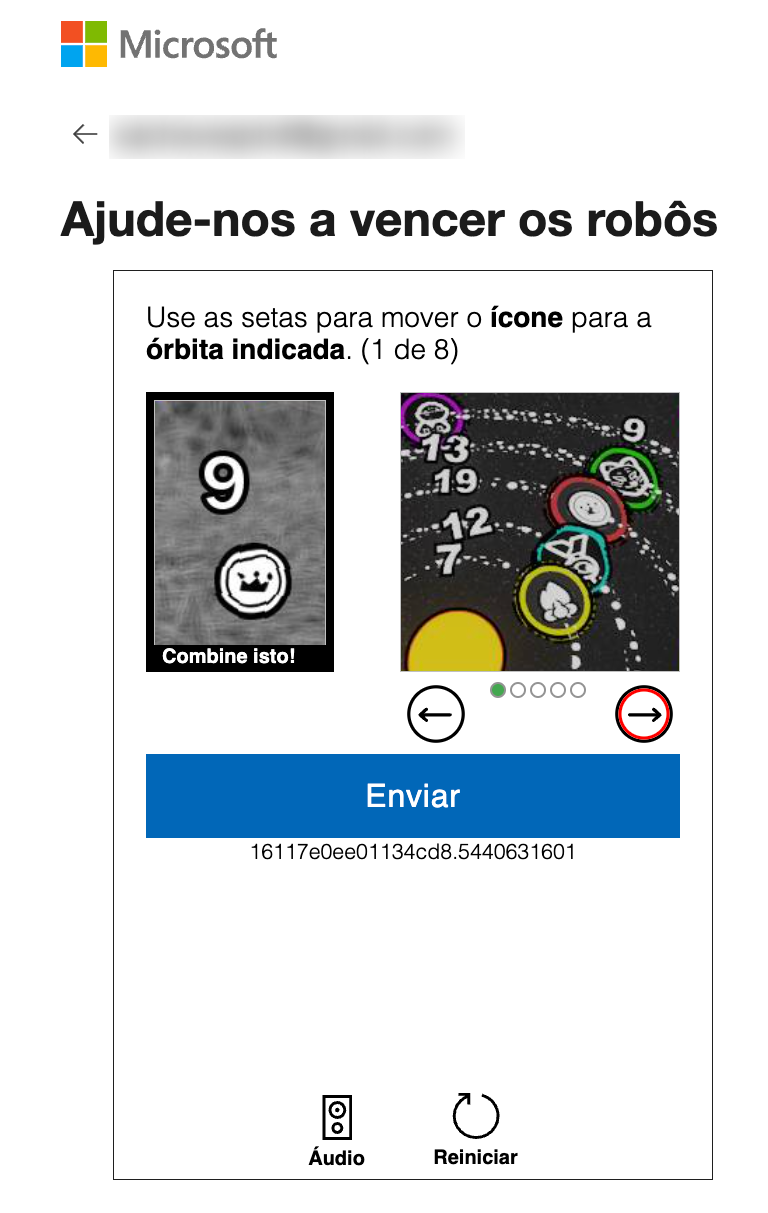 Microsoft
Ajude-nos a vencer os robôs
Use as setas para mover o ícone para a
órbita indicada. (1 de 8)
9
Combine isto!
9
13
19
12
7
Enviar
16117e0ee01134cd8.5440631601
Áudio
Reiniciar